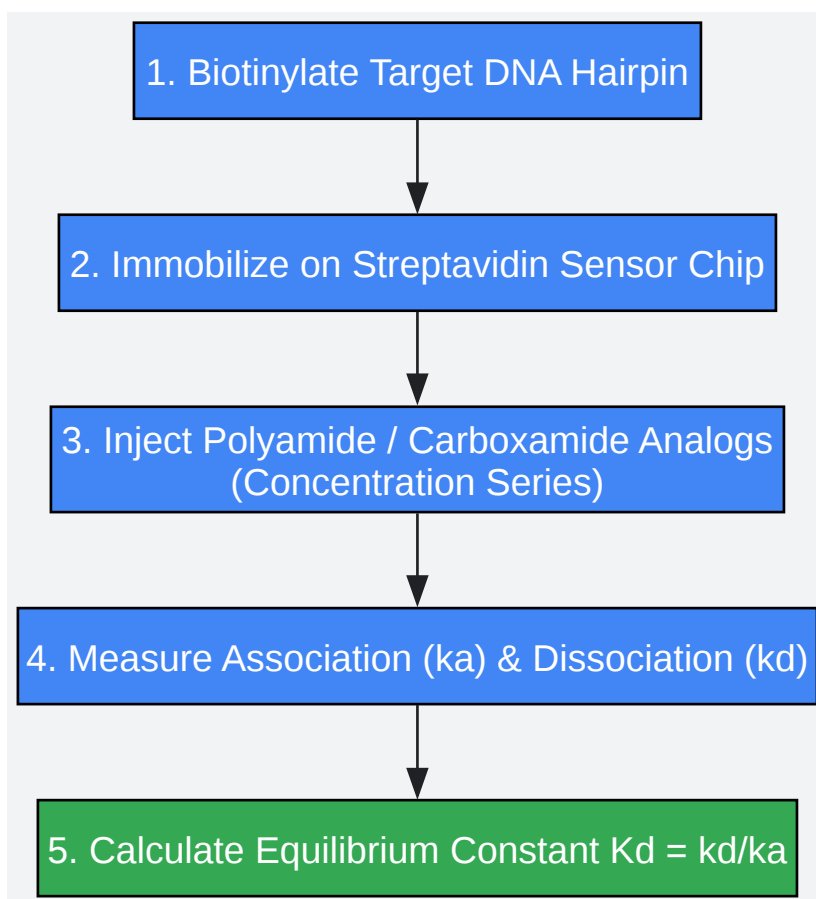 1. Biotinylate Target DNA Hairpin
2. Immobilize on Streptavidin Sensor Chip
3. Inject Polyamide / Carboxamide Analogs
(Concentration Series)
4. Measure Association (ka) & Dissociation (kd)
5. Calculate Equilibrium Constant Kd = kd/ka